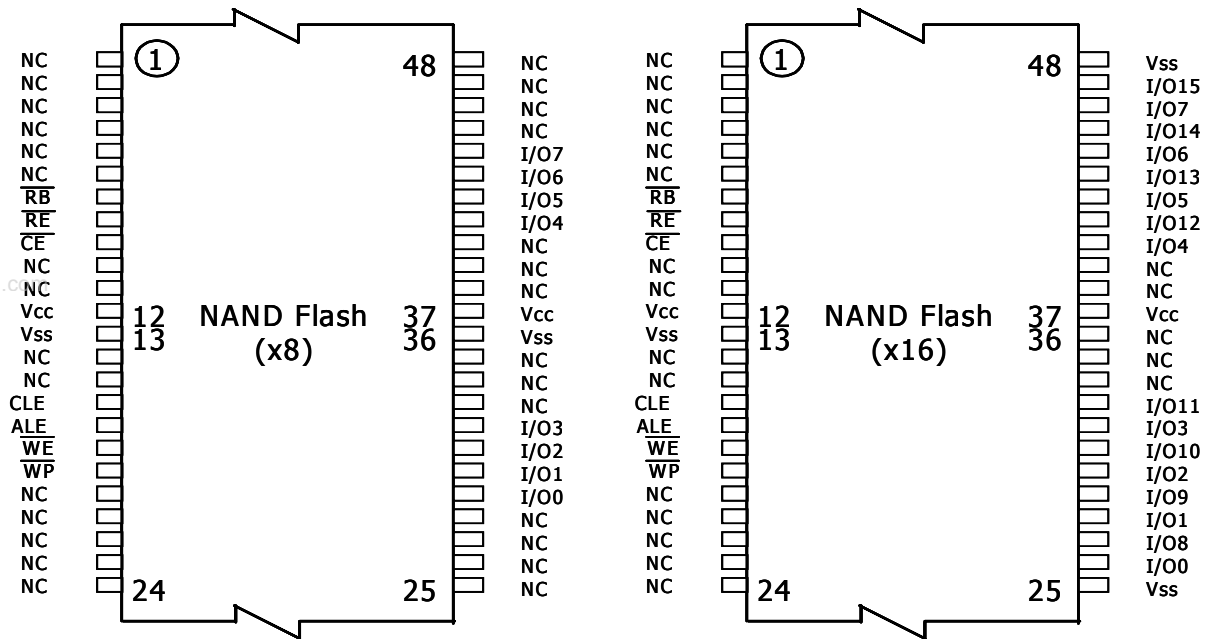 1 48
NC NC
NC NC
NC NC
NC NC
NC I/O7
NC I/O6
RB I/O5
RE I/O4
CE NC
NC NC
NC NC
Vcc 12 NAND Flash 37 Vcc
Vss 13 (x8) 36 Vss
NC NC
NC NC
CLE NC
ALE I/O3
WE I/O2
WP I/O1
NC I/O0
NC NC
NC NC
NC NC
NC 24 25 NC
1 48
NC Vss
NC I/O15
NC I/O7
NC I/O14
NC I/O6
NC I/O13
RB I/O5
RE I/O12
CE I/O4
NC NC
NC NC
Vcc 12 NAND Flash 37 Vcc
Vss 13 (x16) 36 NC
NC NC
NC NC
CLE I/O11
ALE I/O3
WE I/O10
WP I/O2
NC I/O9
NC I/O1
NC I/O8
NC I/O0
NC 24 25 Vss
.com